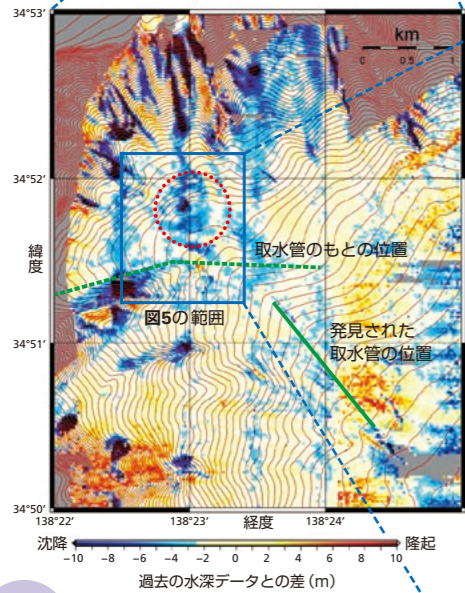 34°53′
km
0 0.5 1
34°52′
緯度
取水管のもとの位置
図5の範囲
34°51′
発見された
取水管の位置
34°50′
138°22′ 138°23′ 経度 138°24′
沈降 隆起
-10 -8 -6 -4 -2 0 2 4 6 8 10
過去の水深データとの差(m)